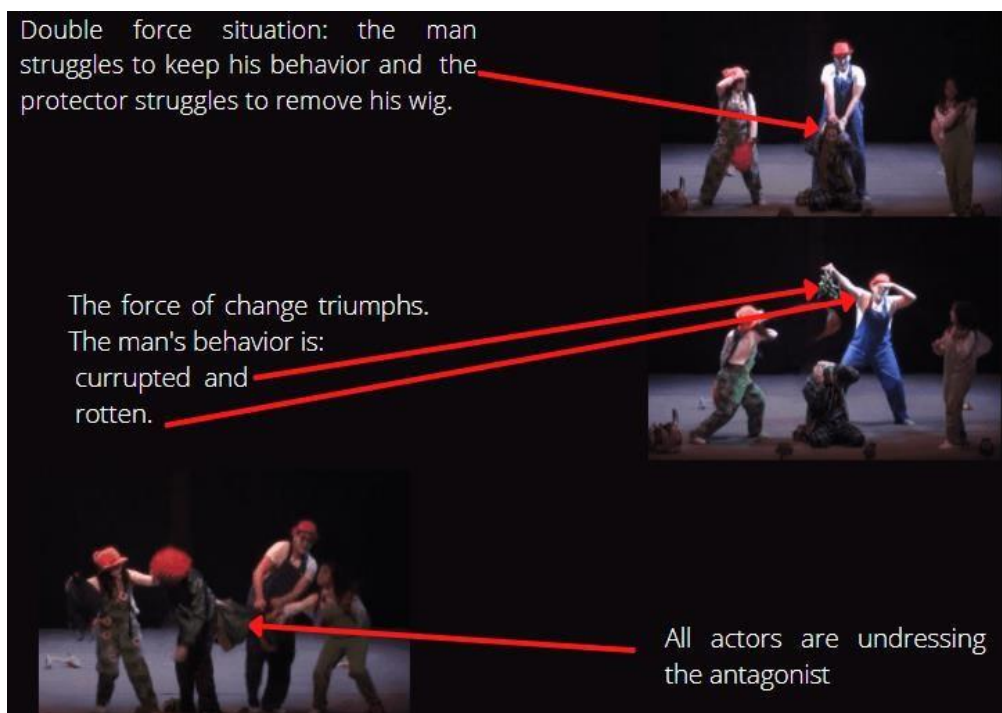 Double force situation: the man
struggles to keep his behavior and the
protector struggles to remove his wig.
The force of change triumphs.
The man's behavior is:
currupted and
rotten.
All actors are undressing
the antagonist